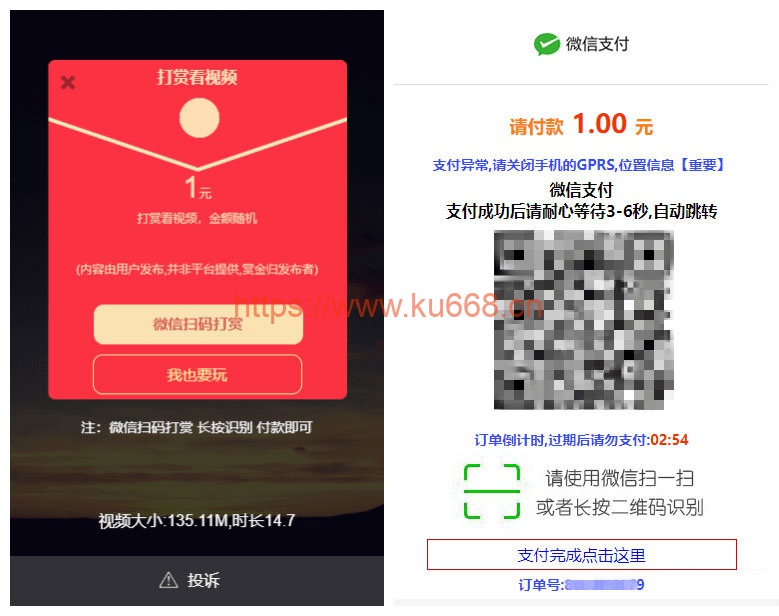 打赏看视频
1元
打赏看视频，金额随机
(内容由用户发布,并非平台提供,赏金归发布者)
微信扫码打赏
我也要玩
注：微信扫码打赏 长按识别 付款即可
视频大小:135.11M,时长14.7
投诉
微信支付
请付款 1.00 元
支付异常,请关闭手机的GPRS,位置信息【重要】
微信支付
支付成功后请耐心等待3-6秒,自动跳转
订单倒计时,过期后请勿支付:02:54
请使用微信扫一扫
或者长按二维码识别
支付完成点击这里
订单号:
https://www.ku668.cn